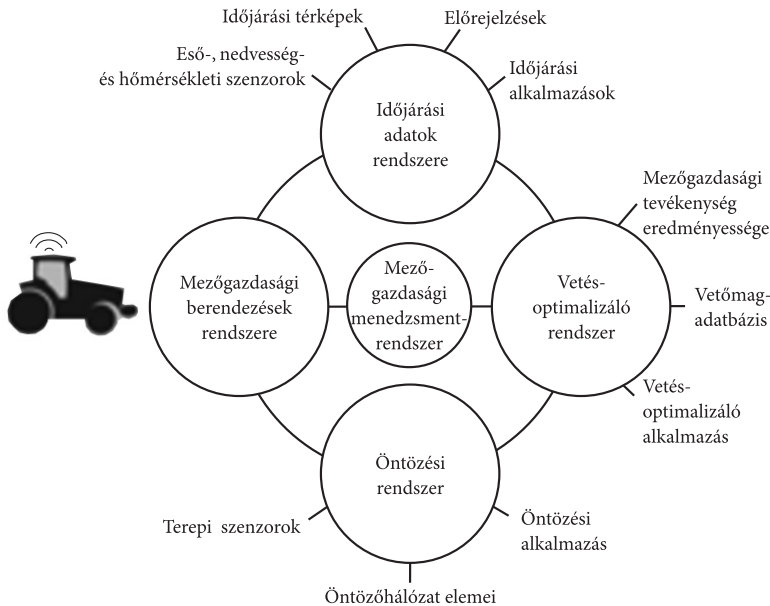 Időjárási térképek
Előrejelzések
Eső-, nedvesség-
és hőmérsékleti szenzorok
Időjárási
alkalmazások
Időjárási
adatok
rendszere
Mezőgazdasági
tevékenység
eredményessége
Mezőgazdasági
berendezések
rendszere
Mező-
gazdasági
menedzsment-
rendszer
Vetés-
optimalizáló
rendszer
Vetőmag-
adatbázis
Vetés-
optimalizáló
alkalmazás
Öntözési
rendszer
Terepi szenzorok
Öntözési
alkalmazás
Öntözőhálózat elemei